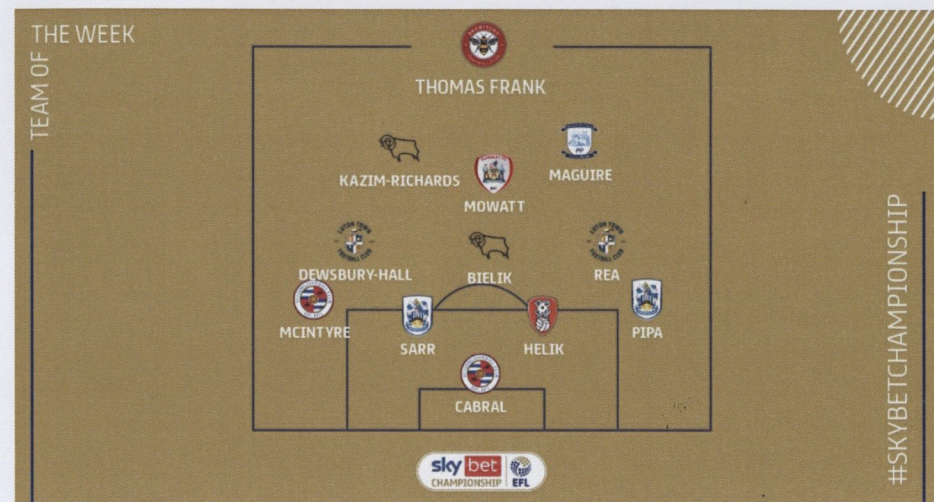 THE WEEK
TEAM OF
THOMAS FRANK
KAZIM-RICHARDS
MAGUIRE
MOWATT
DEWSBURY-HALL
BIELIK
REA
MCINTYRE
SARR
HELIK
PIPA
CABRAL
#SKYBETCHAMPIONSHIP
sky bet
CHAMPIONSHIP
EFL